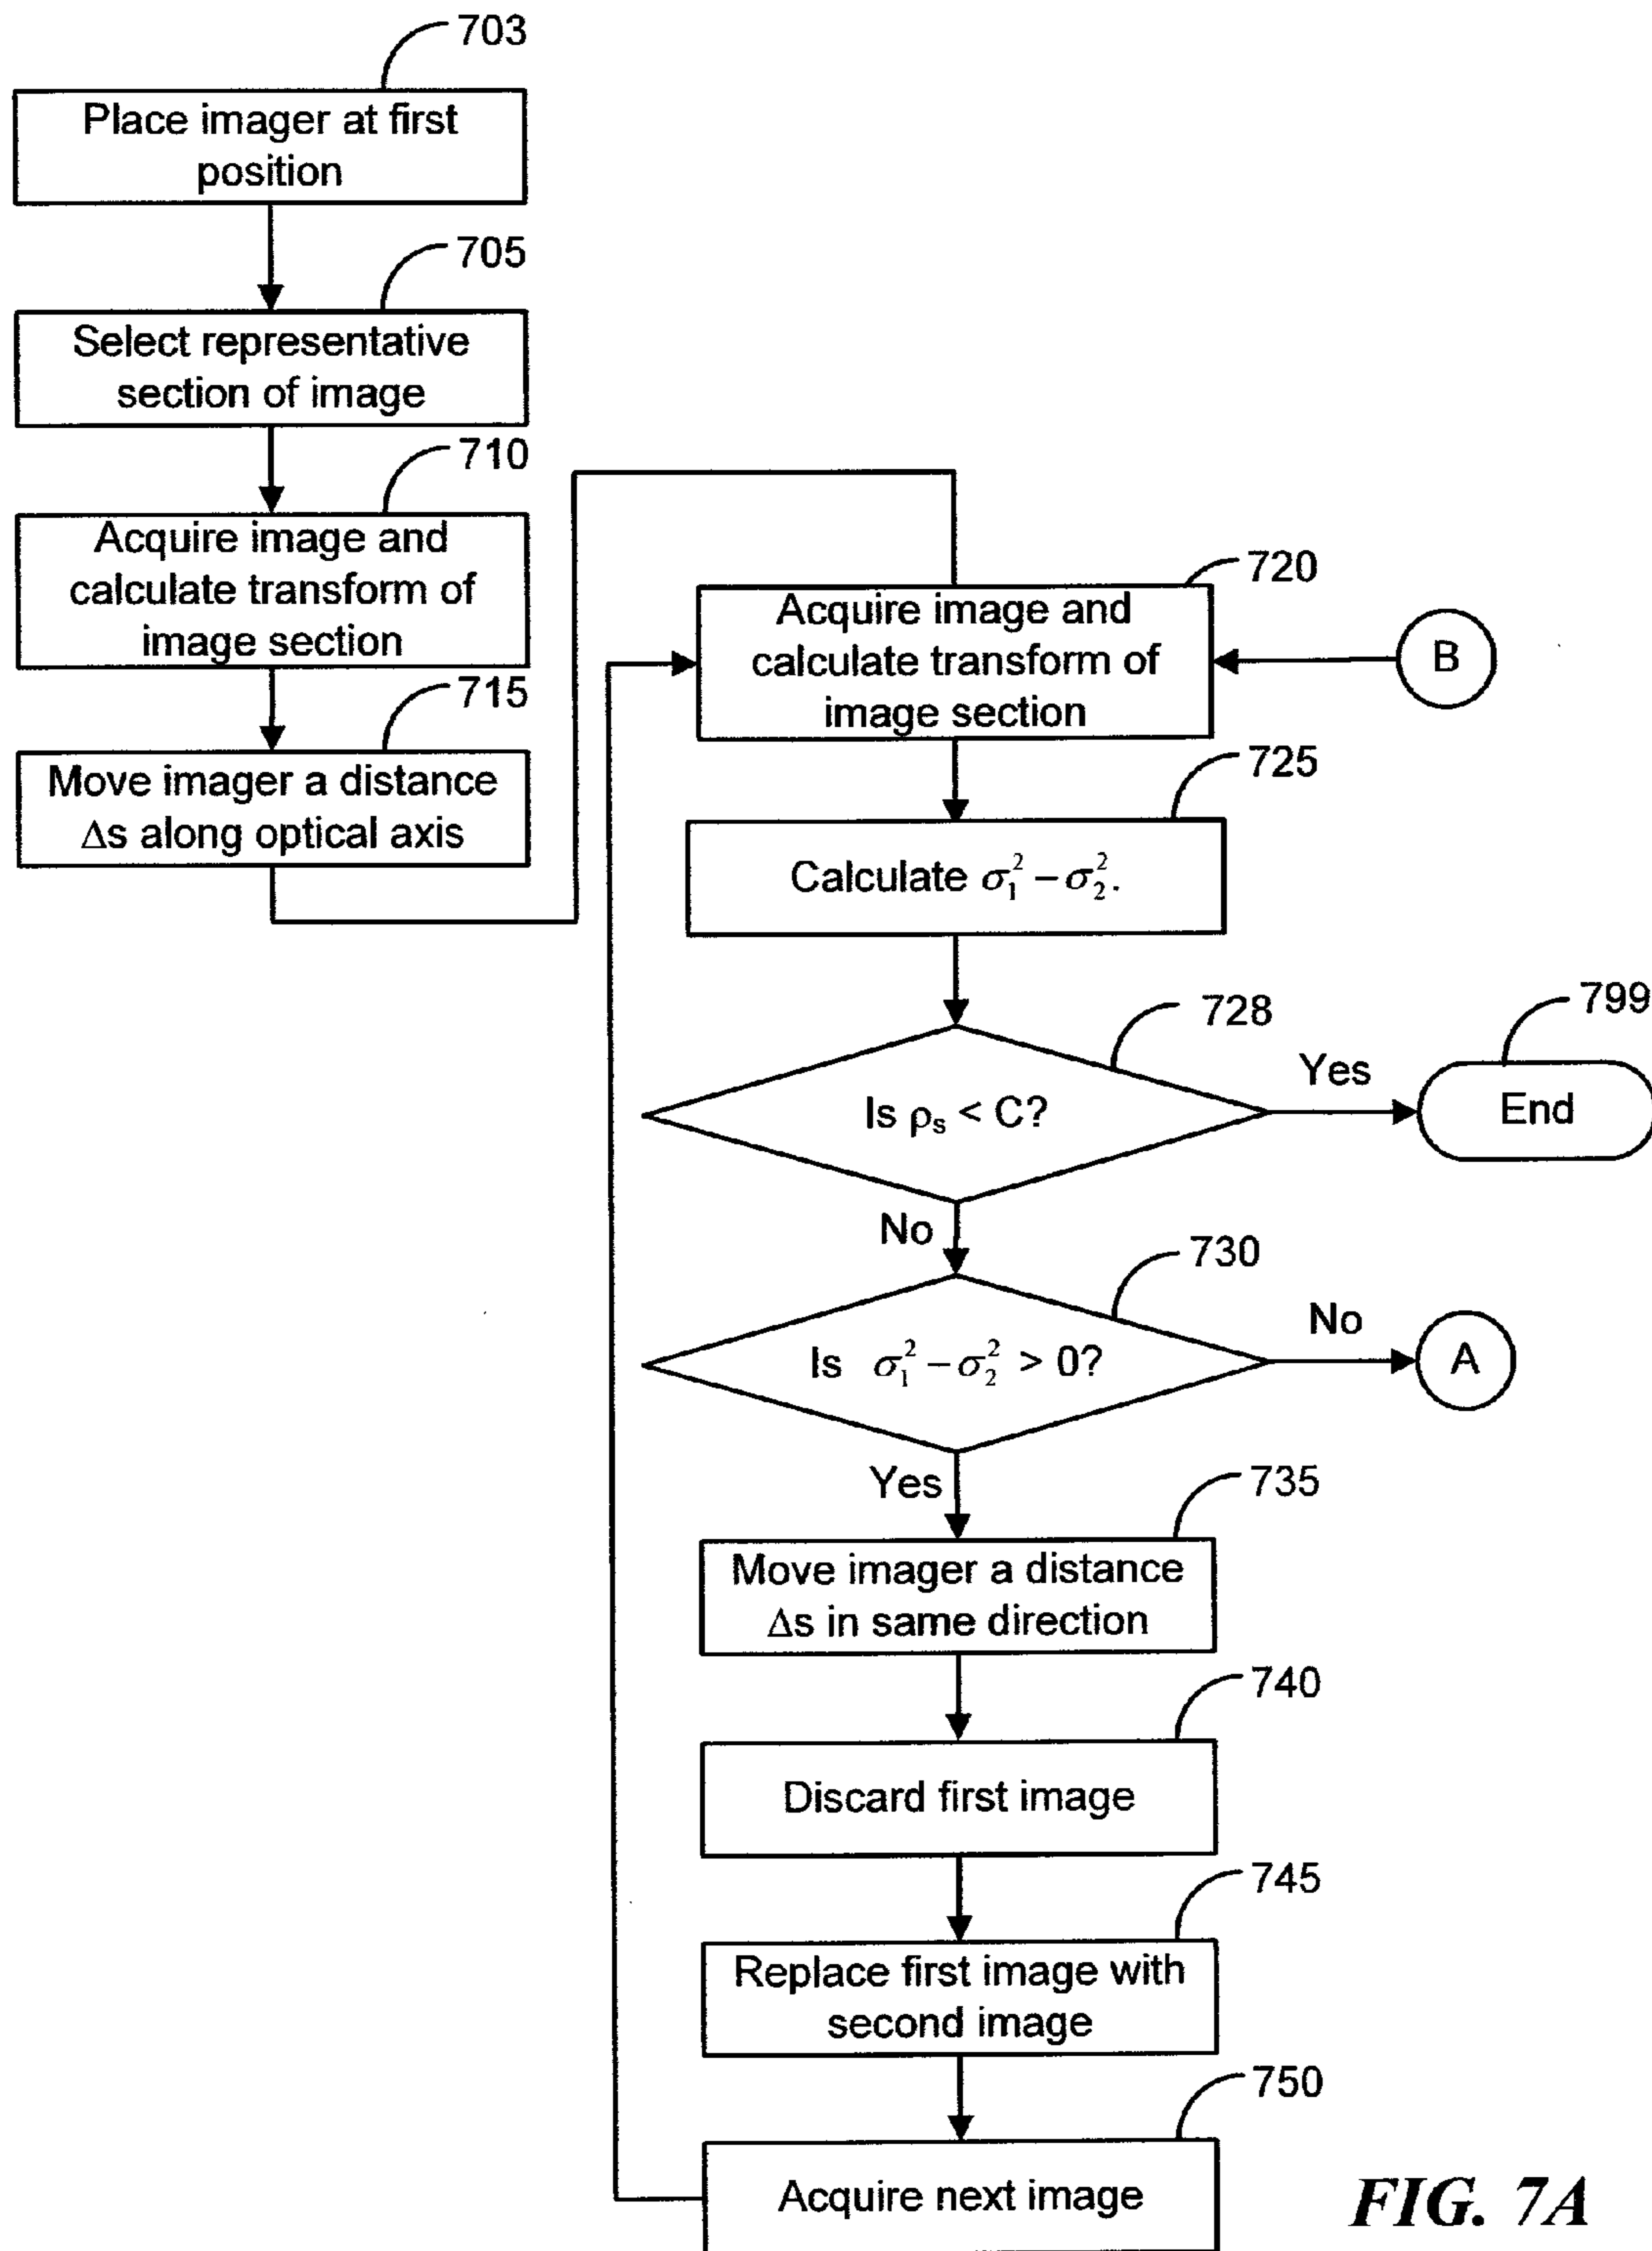 703
Place imager at first
position
705
Select representative
section of image
710
Acquire image and
calculate transform of
image section
715
Move imager a distance
Δs along optical axis
720
Acquire image and
calculate transform of
image section
B
725
Calculate σ₁² – σ₂².
728
Is ρₛ < C?
Yes
799
End
No
730
Is σ₁² – σ₂² > 0?
No
A
Yes
735
Move imager a distance
Δs in same direction
740
Discard first image
745
Replace first image with
second image
750
Acquire next image
FIG. 7A